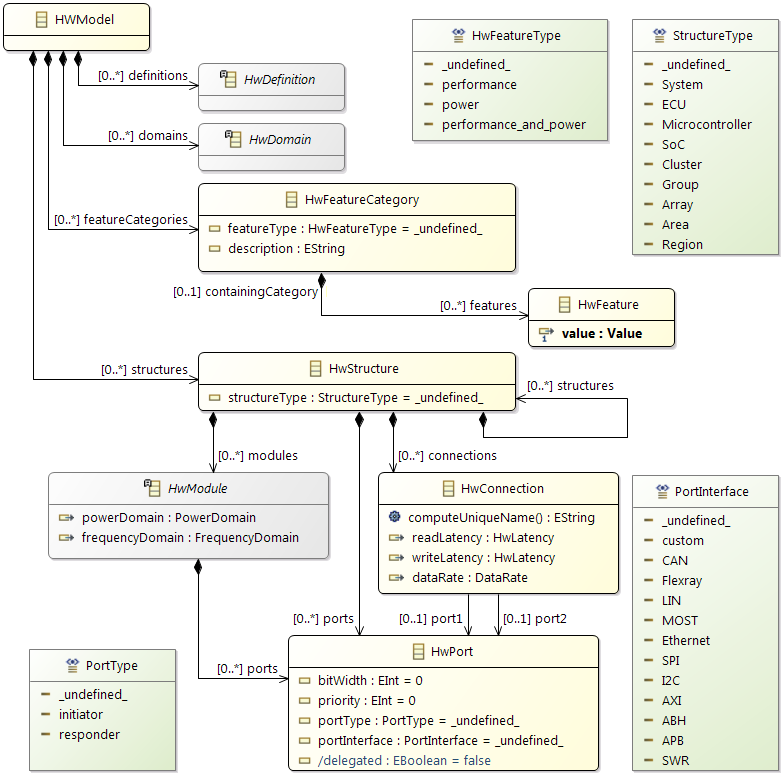 HWModel
[0..*] definitions
HwDefinition
[0..*] domains
HwDomain
[0..*] featureCategories
HwFeatureCategory
featureType : HwFeatureType = _undefined_
description : EString
[0..1] containingCategory
[0..*] features
HwFeature
value : Value
[0..*] structures
HwStructure
structureType : StructureType = _undefined_
[0..*] structures
[0..*] modules
HwModule
powerDomain : PowerDomain
frequencyDomain : FrequencyDomain
[0..*] connections
HwConnection
computeUniqueName() : EString
readLatency : HwLatency
writeLatency : HwLatency
dataRate : DataRate
[0..*] ports
[0..1] port1
[0..1] port2
[0..*] ports
HwPort
bitWidth : EInt = 0
priority : EInt = 0
portType : PortType = _undefined_
portInterface : PortInterface = _undefined_
/delegated : EBoolean = false
HwFeatureType
_undefined_
performance
power
performance_and_power
StructureType
_undefined_
System
ECU
Microcontroller
SoC
Cluster
Group
Array
Area
Region
PortInterface
_undefined_
custom
CAN
Flexray
LIN
MOST
Ethernet
SPI
I2C
AXI
ABH
APB
SWR
PortType
_undefined_
initiator
responder